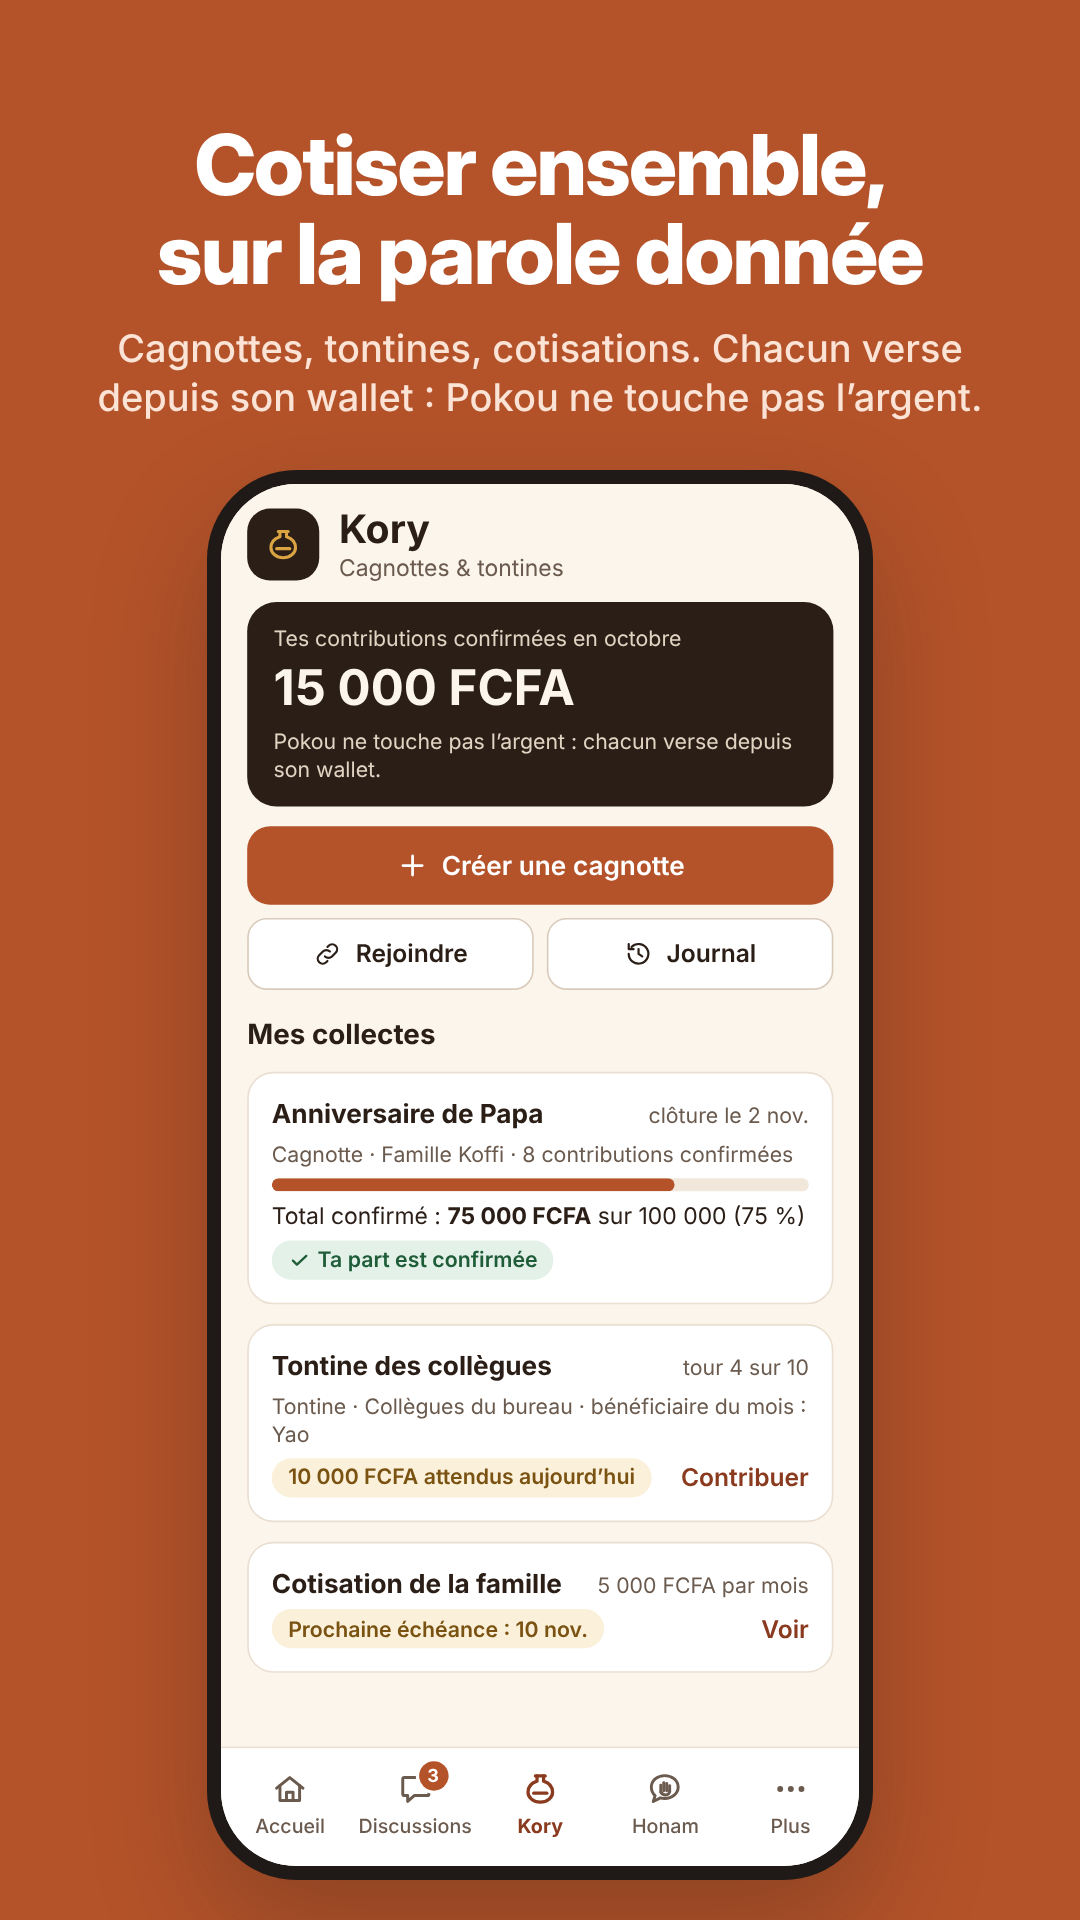 Cotiser ensemble,
sur la parole donnée
Cagnottes, tontines, cotisations. Chacun verse
depuis son wallet : Pokou ne touche pas l’argent.
Kory
Cagnottes & tontines
Tes contributions confirmées en octobre
15 000 FCFA
Pokou ne touche pas l’argent : chacun verse depuis
son wallet.
Créer une cagnotte
Rejoindre
Journal
Mes collectes
Anniversaire de Papa
clôture le 2 nov.
Cagnotte · Famille Koffi · 8 contributions confirmées
Total confirmé : 75 000 FCFA sur 100 000 (75 %)
Ta part est confirmée
Tontine des collègues
tour 4 sur 10
Tontine · Collègues du bureau · bénéficiaire du mois :
Yao
10 000 FCFA attendus aujourd’hui
Contribuer
Cotisation de la famille
5 000 FCFA par mois
Prochaine échéance : 10 nov.
Voir
3
Accueil
Discussions
Kory
Honam
Plus